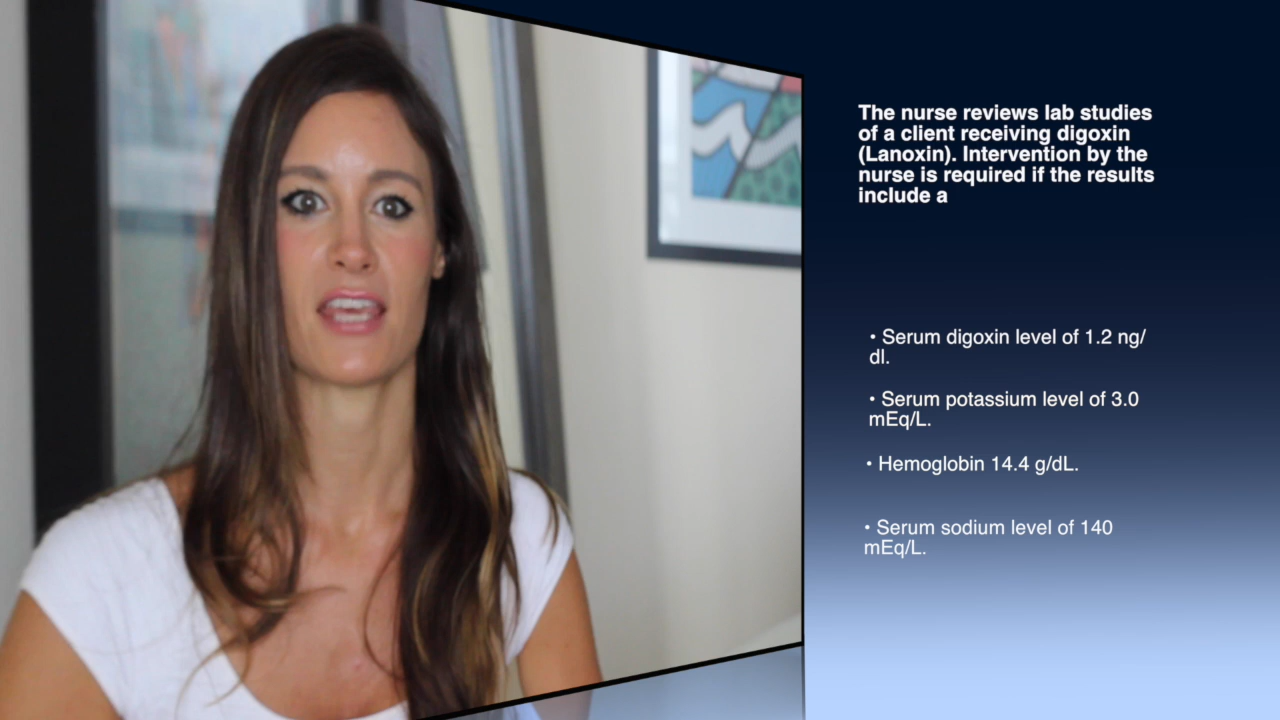 The nurse reviews lab studies
of a client receiving digoxin
(Lanoxin). Intervention by the
nurse is required if the results
include a
• Serum digoxin level of 1.2 ng/
dl.
• Serum potassium level of 3.0
mEq/L.
• Hemoglobin 14.4 g/dL.
• Serum sodium level of 140
mEq/L.